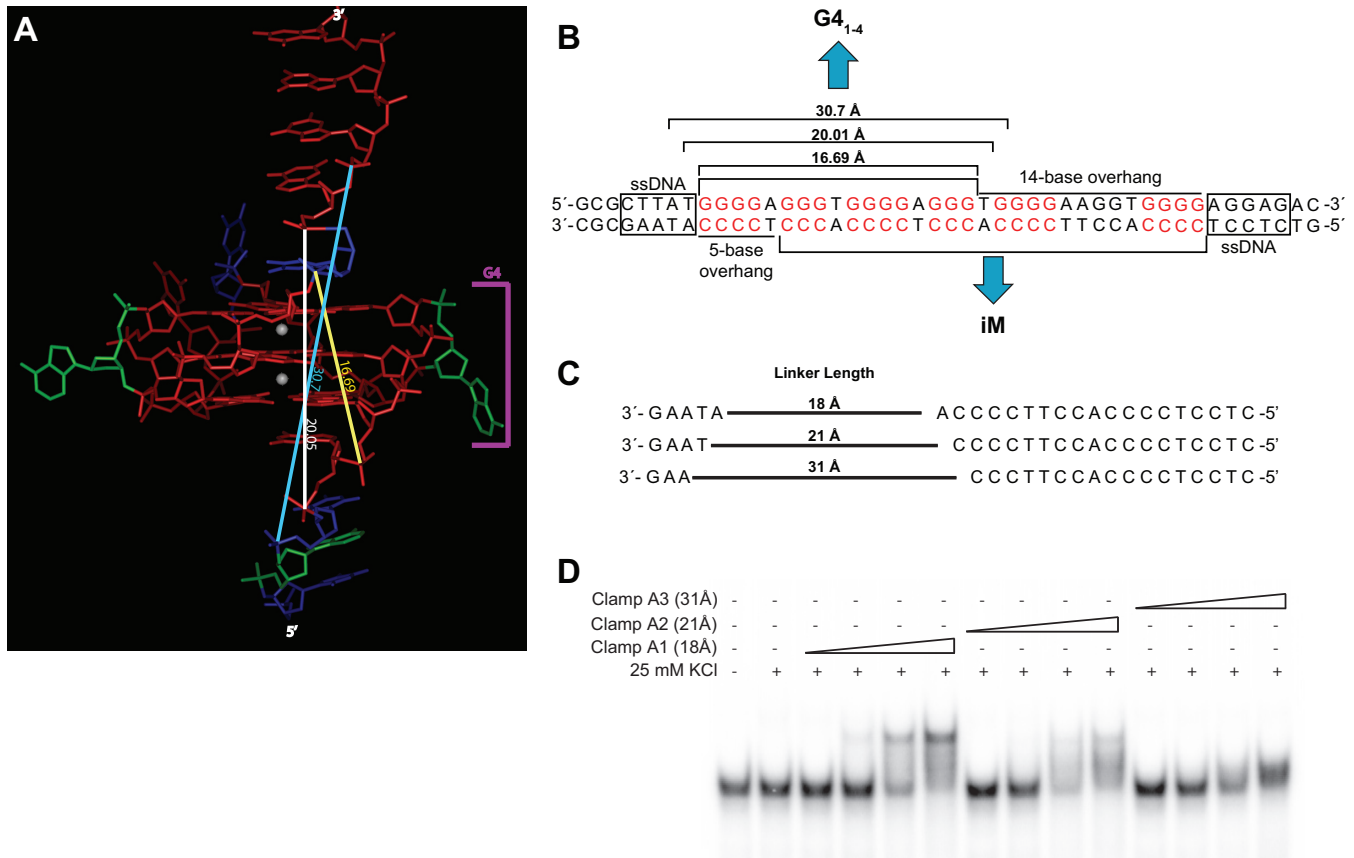 A
3′
G4
30.7
16.69
20.05
5′
B
G4₁₋₄
30.7 Å
20.01 Å
16.69 Å
ssDNA
14-base overhang
5´-GCGCTTATGGGGAGGGTGGGGAGGGTGGGGAAGGTGGGGAGGAGAC-3´
3´-CGCGAATACCCCTCCCACCCCTCCCACCCCTTCCACCCCTCCTCTG-5´
5-base
overhang
ssDNA
iM
C
Linker Length
18 Å
3´- GAATA ACCCCTTCCACCCCTCCTC -5’
21 Å
3´- GAAT CCCCTTCCACCCCTCCTC -5’
31 Å
3´- GAA CCCTTCCACCCCTCCTC -5’
D
Clamp A3 (31Å) - - - - - - - - - -
Clamp A2 (21Å) - - - - - - - - - -
Clamp A1 (18Å) - - - - - - - - - -
25 mM KCl - + + + + + + + + + + + + +